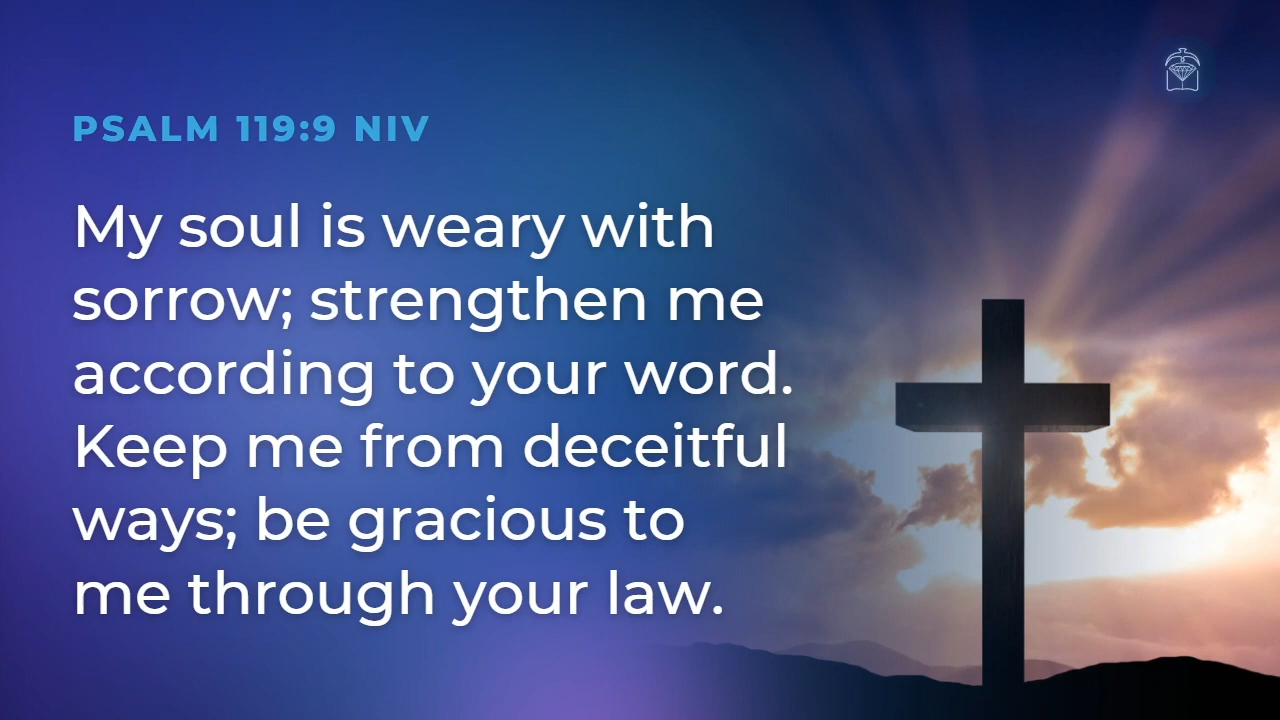 PSALM 119:9 NIV
My soul is weary with
sorrow; strengthen me
according to your word.
Keep me from deceitful
ways; be gracious to
me through your law.